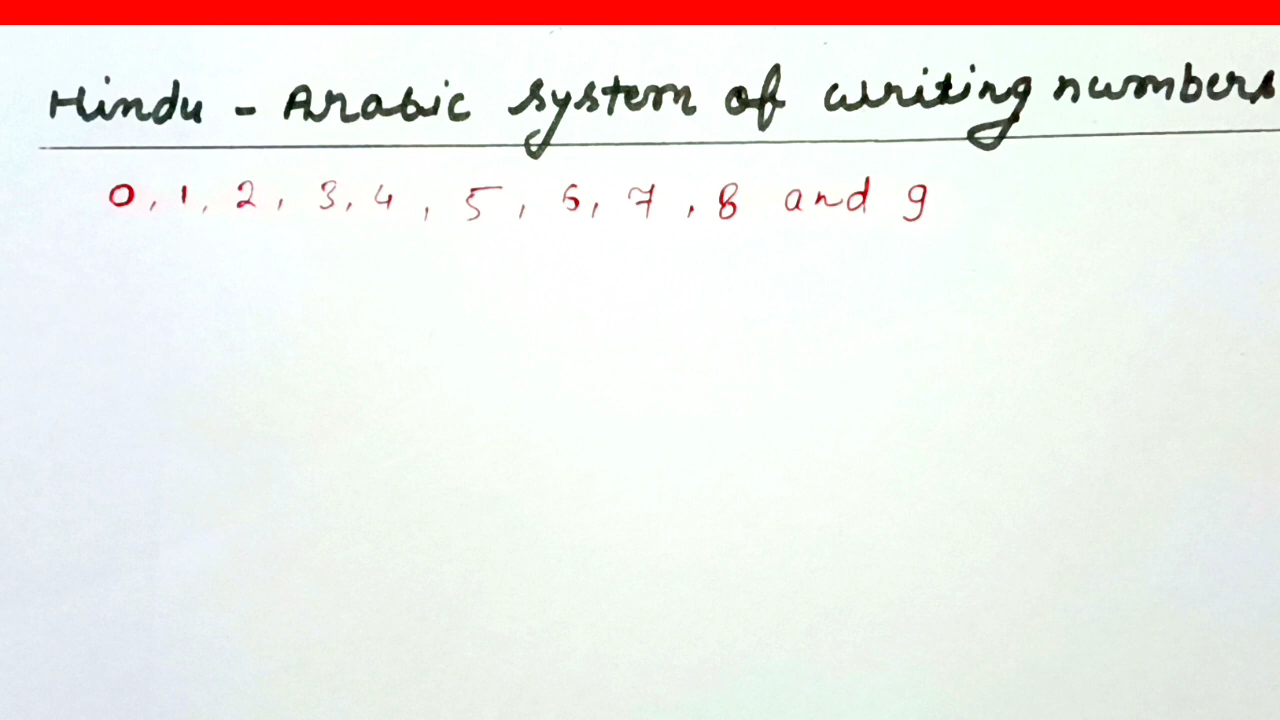 Hindu - Arabic system of writing numbers
0, 1, 2, 3, 4, 5, 6, 7, 8 and 9